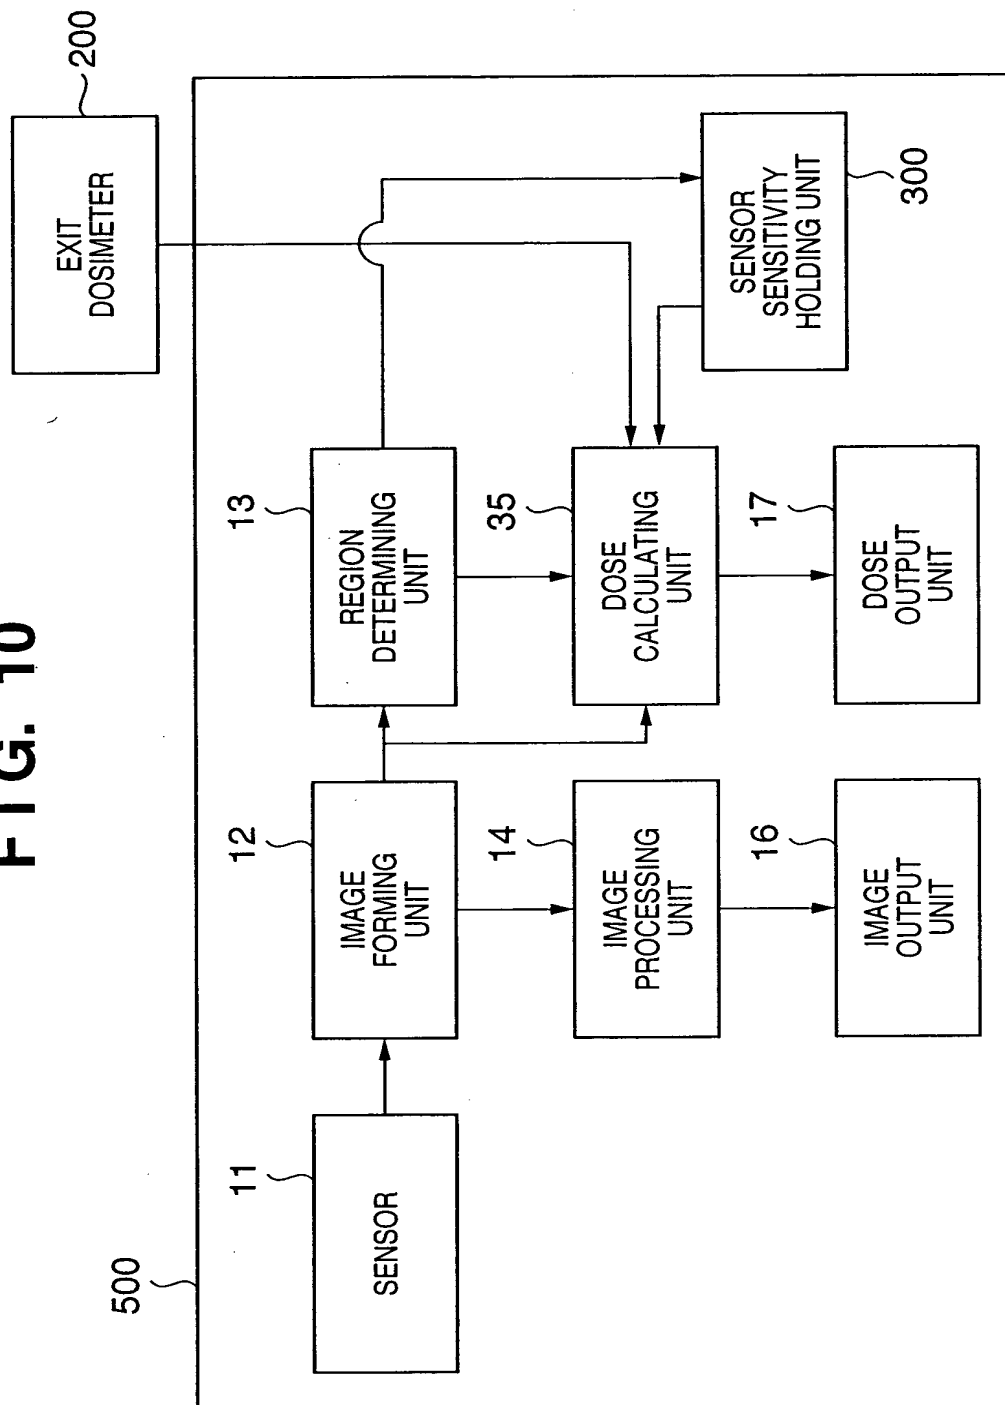 FIG. 10
500
200
EXIT
DOSIMETER
11
SENSOR
12
IMAGE
FORMING
UNIT
13
REGION
DETERMINING
UNIT
14
IMAGE
PROCESSING
UNIT
35
DOSE
CALCULATING
UNIT
SENSOR
SENSITIVITY
HOLDING UNIT
300
16
IMAGE
OUTPUT
UNIT
17
DOSE
OUTPUT
UNIT